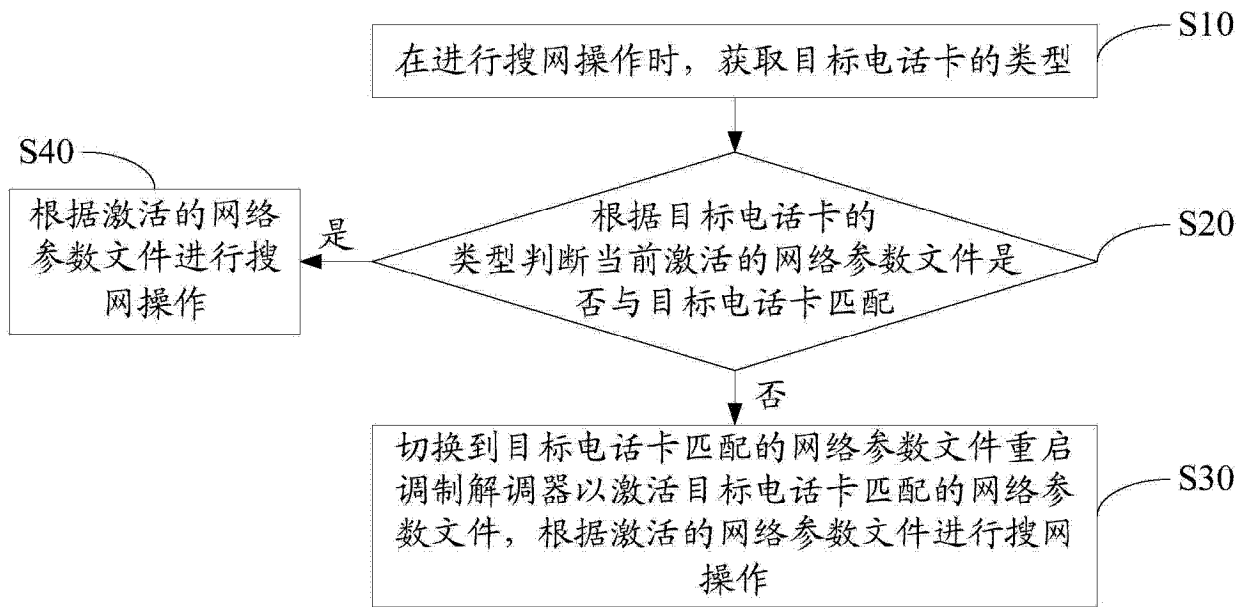 S10
在进行搜网操作时，获取目标电话卡的类型
S40
根据激活的网络
参数文件进行搜
网操作
是
根据目标电话卡的
类型判断当前激活的网络参数文件是
否与目标电话卡匹配
S20
否
切换到目标电话卡匹配的网络参数文件重启
调制解调器以激活目标电话卡匹配的网络参
数文件，根据激活的网络参数文件进行搜网
操作
S30